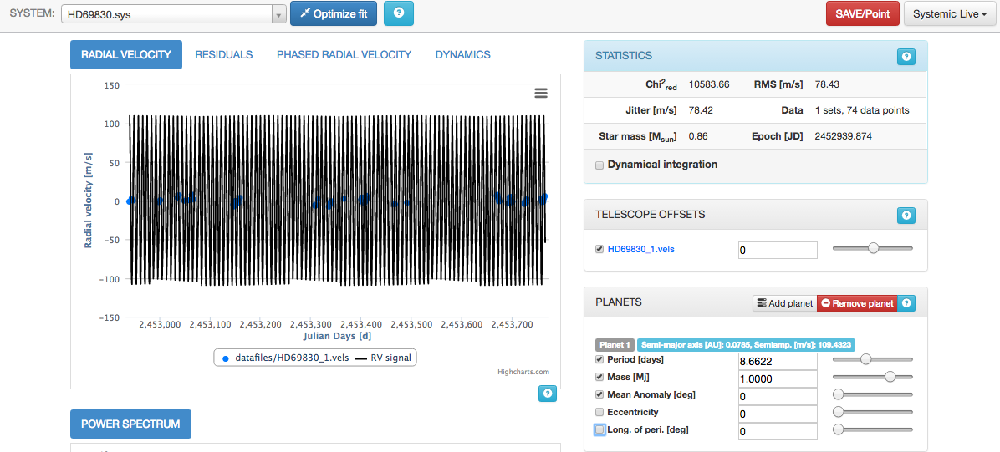 SYSTEM: HD69830.sys Optimize fit ? SAVE/Point Systemic Live
RADIAL VELOCITY RESIDUALS PHASED RADIAL VELOCITY DYNAMICS
150
100
50
0
−50
−100
−150
Radial velocity [m/s]
2,453,000 2,453,100 2,453,200 2,453,300 2,453,400 2,453,500 2,453,600 2,453,700
Julian Days [d]
datafiles/HD69830_1.vels RV signal
Highcharts.com
?
POWER SPECTRUM
STATISTICS ?
Chi2red 10583.66 RMS [m/s] 78.43
Jitter [m/s] 78.42 Data 1 sets, 74 data points
Star mass [Msun] 0.86 Epoch [JD] 2452939.874
Dynamical integration
TELESCOPE OFFSETS ?
HD69830_1.vels 0
PLANETS Add planet Remove planet ?
Planet 1 Semi-major axis [AU]: 0.0785, Semiamp. [m/s]: 109.4323
Period [days] 8.6622
Mass [Mj] 1.0000
Mean Anomaly [deg] 0
Eccentricity 0
Long. of peri. [deg] 0